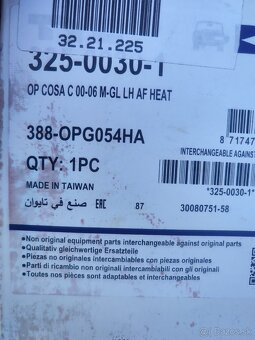 32.21.225
325-0030-1
OP COSA C 00-06 M-GL LH AF HEAT
8 71747
388-OPG054HA
INTERCHANGEABLE AGAINST
QTY: 1PC
*325-0030-1*
MADE IN TAIWAN
صنع في تايوان
EAC
87
30080751-58
Non original equipment parts interchangeable against original parts
Qualitativ gleichwertige Ersatzteile
Piezas no originales intercambiables con piezas originales
Parti di ricambio non originali intercambiabili con gli originali
Pièces adaptables et interchangeables